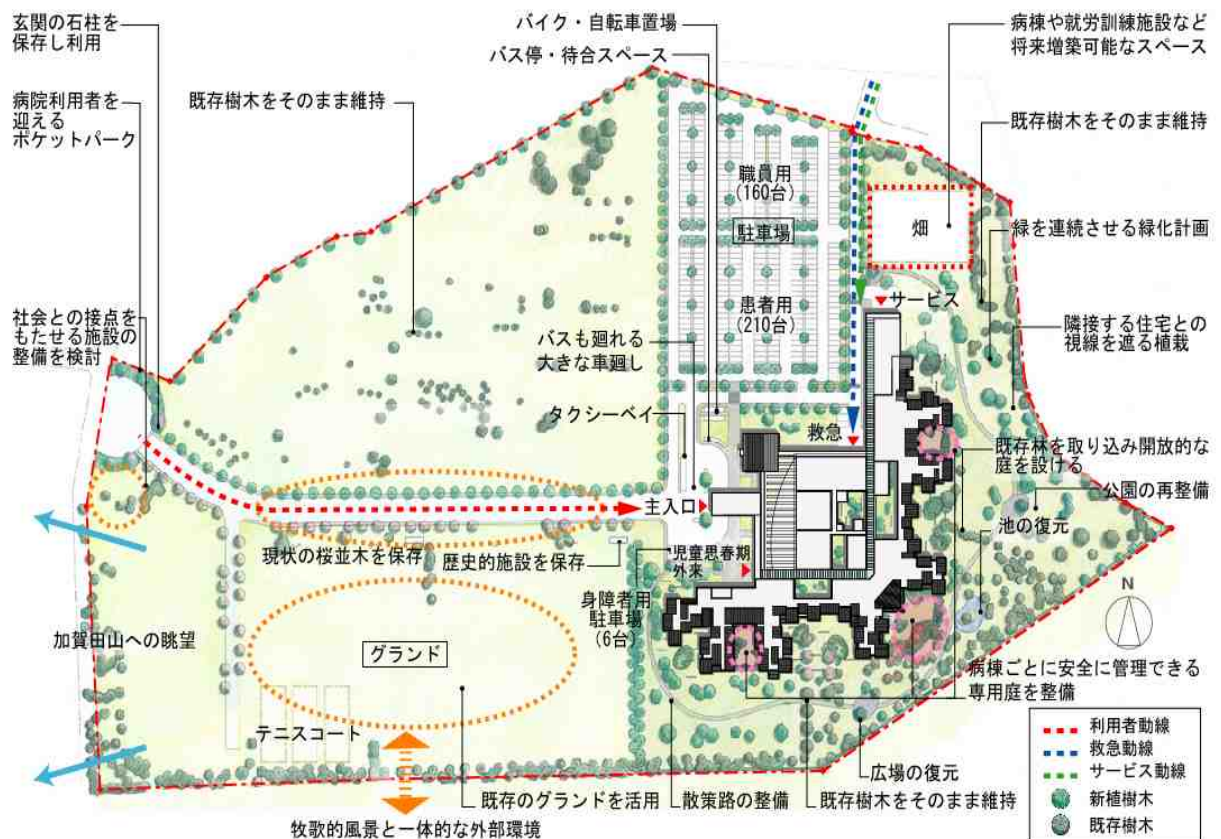 玄関の石柱を
保存し利用
病院利用者を
迎える
ポケットパーク
既存樹木をそのまま維持
バイク・自転車置場
バス停・待合スペース
病棟や就労訓練施設など
将来増築可能なスペース
既存樹木をそのまま維持
職員用
(160台)
駐車場
畑
緑を連続させる緑化計画
患者用
(210台)
サービス
隣接する住宅との
視線を遮る植栽
社会との接点を
もたせる施設の
整備を検討
バスも廻れる
大きな車廻し
タクシーベイ
救急
既存林を取り込み開放的な
庭を設ける
公園の再整備
主入口
池の復元
現状の桜並木を保存
歴史的施設を保存
児童思春期
外来
身障者用
駐車場
(6台)
N
加賀田山への眺望
グランド
病棟ごとに安全に管理できる
専用庭を整備
テニスコート
広場の復元
既存のグランドを活用
散策路の整備
既存樹木をそのまま維持
牧歌的風景と一体的な外部環境
利用者動線
救急動線
サービス動線
新植樹木
既存樹木